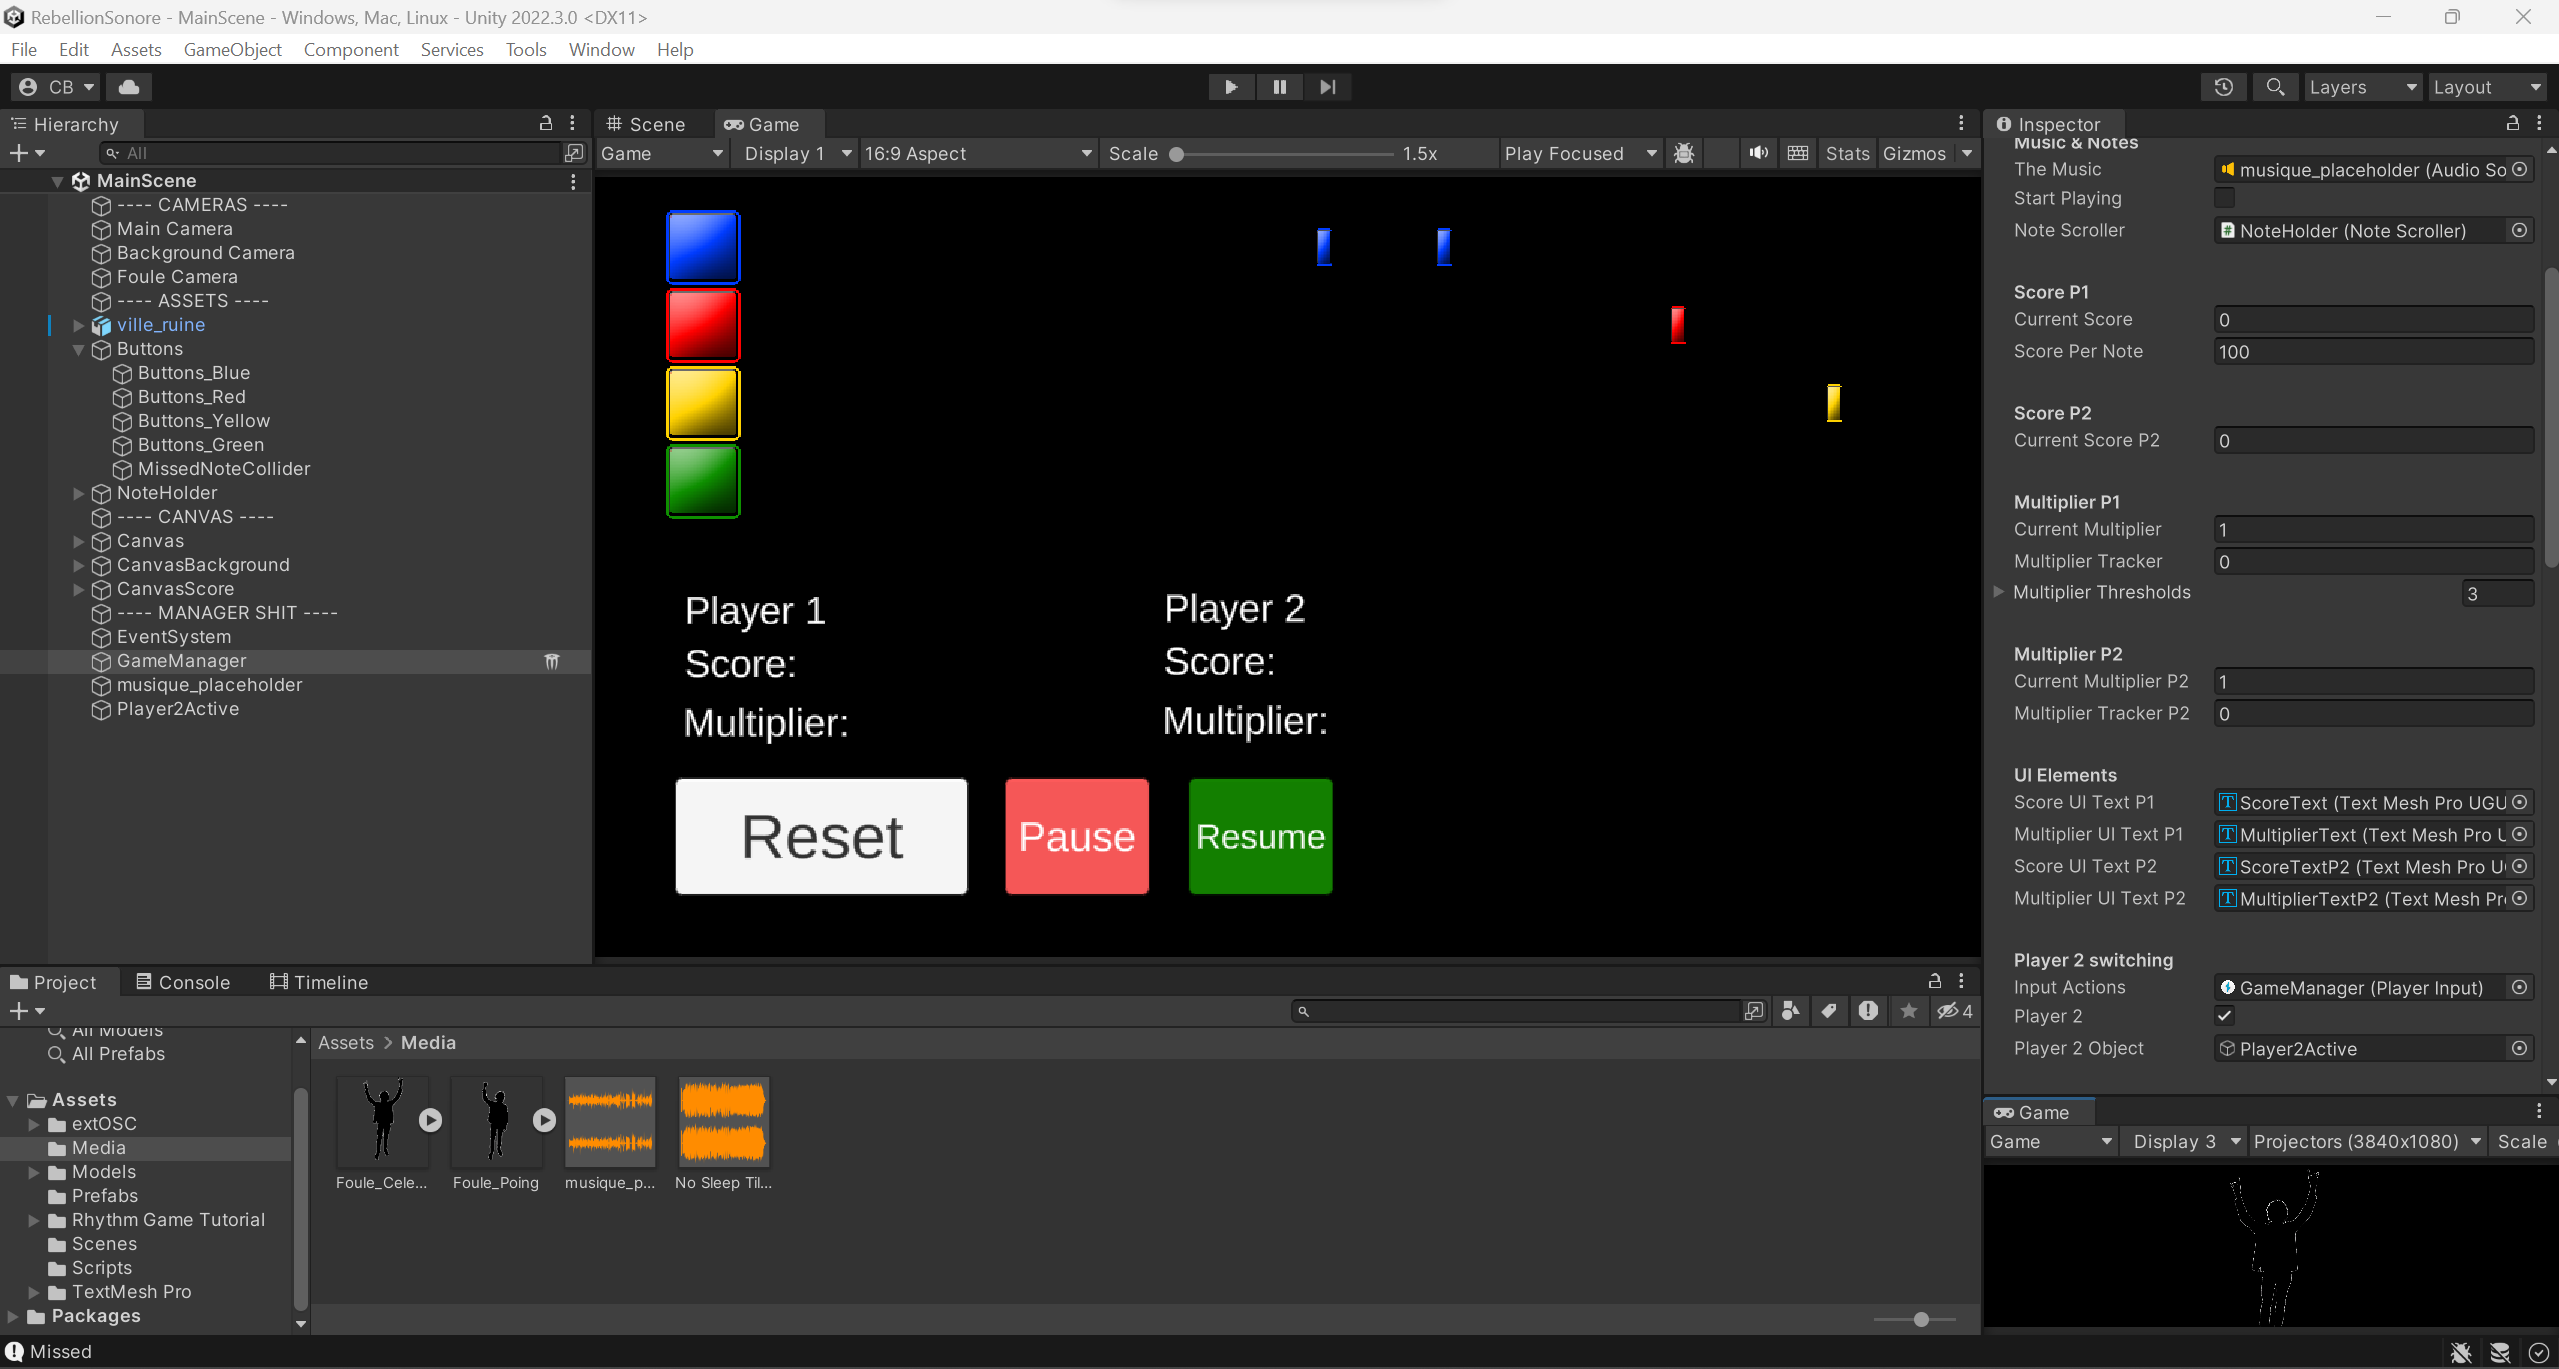 RebellionSonore - MainScene - Windows, Mac, Linux - Unity 2022.3.0 <DX11>
File Edit Assets GameObject Component Services Tools Window Help
CB
Layers
Layout
Hierarchy
All
MainScene
---- CAMERAS ----
Main Camera
Background Camera
Foule Camera
---- ASSETS ----
ville_ruine
Buttons
Buttons_Blue
Buttons_Red
Buttons_Yellow
Buttons_Green
MissedNoteCollider
NoteHolder
---- CANVAS ----
Canvas
CanvasBackground
CanvasScore
---- MANAGER SHIT ----
EventSystem
GameManager
musique_placeholder
Player2Active
Scene
Game
Game Display 1 16:9 Aspect Scale 1.5x Play Focused Stats Gizmos
Player 1
Score:
Multiplier:
Player 2
Score:
Multiplier:
Reset
Pause
Resume
Inspector
Music & Notes
The Music musique_placeholder (Audio So
Start Playing
Note Scroller NoteHolder (Note Scroller)
Score P1
Current Score 0
Score Per Note 100
Score P2
Current Score P2 0
Multiplier P1
Current Multiplier 1
Multiplier Tracker 0
Multiplier Thresholds 3
Multiplier P2
Current Multiplier P2 1
Multiplier Tracker P2 0
UI Elements
Score UI Text P1 ScoreText (Text Mesh Pro UGU
Multiplier UI Text P1 MultiplierText (Text Mesh Pro U
Score UI Text P2 ScoreTextP2 (Text Mesh Pro U
Multiplier UI Text P2 MultiplierTextP2 (Text Mesh Pr
Player 2 switching
Input Actions GameManager (Player Input)
Player 2
Player 2 Object Player2Active
Game
Game Display 3 Projectors (3840x1080) Scale
Project
Console
Timeline
4
All Models
All Prefabs
Assets
extOSC
Media
Models
Prefabs
Rhythm Game Tutorial
Scenes
Scripts
TextMesh Pro
Packages
Assets > Media
Foule_Cele...
Foule_Poing
musique_p...
No Sleep Til...
Missed